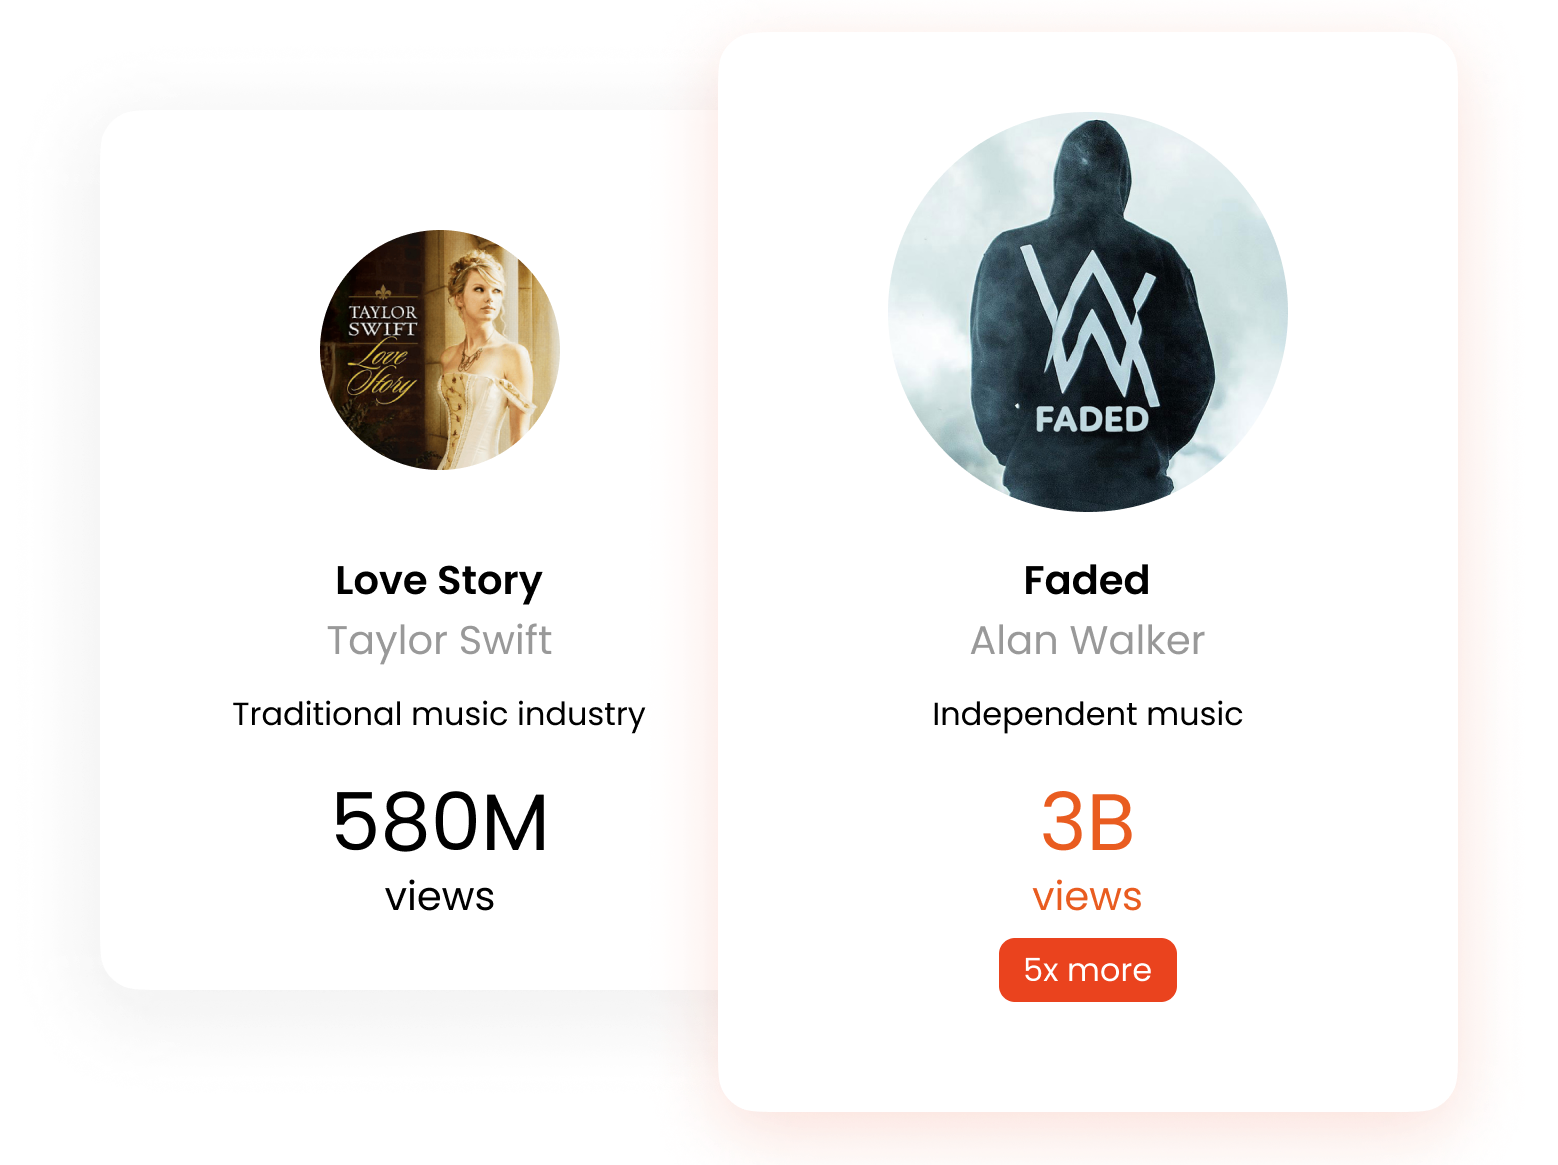 TAYLOR
SWIFT
Love
Story
Love Story
Taylor Swift
Traditional music industry
580M
views
FADED
Faded
Alan Walker
Independent music
3B
views
5x more